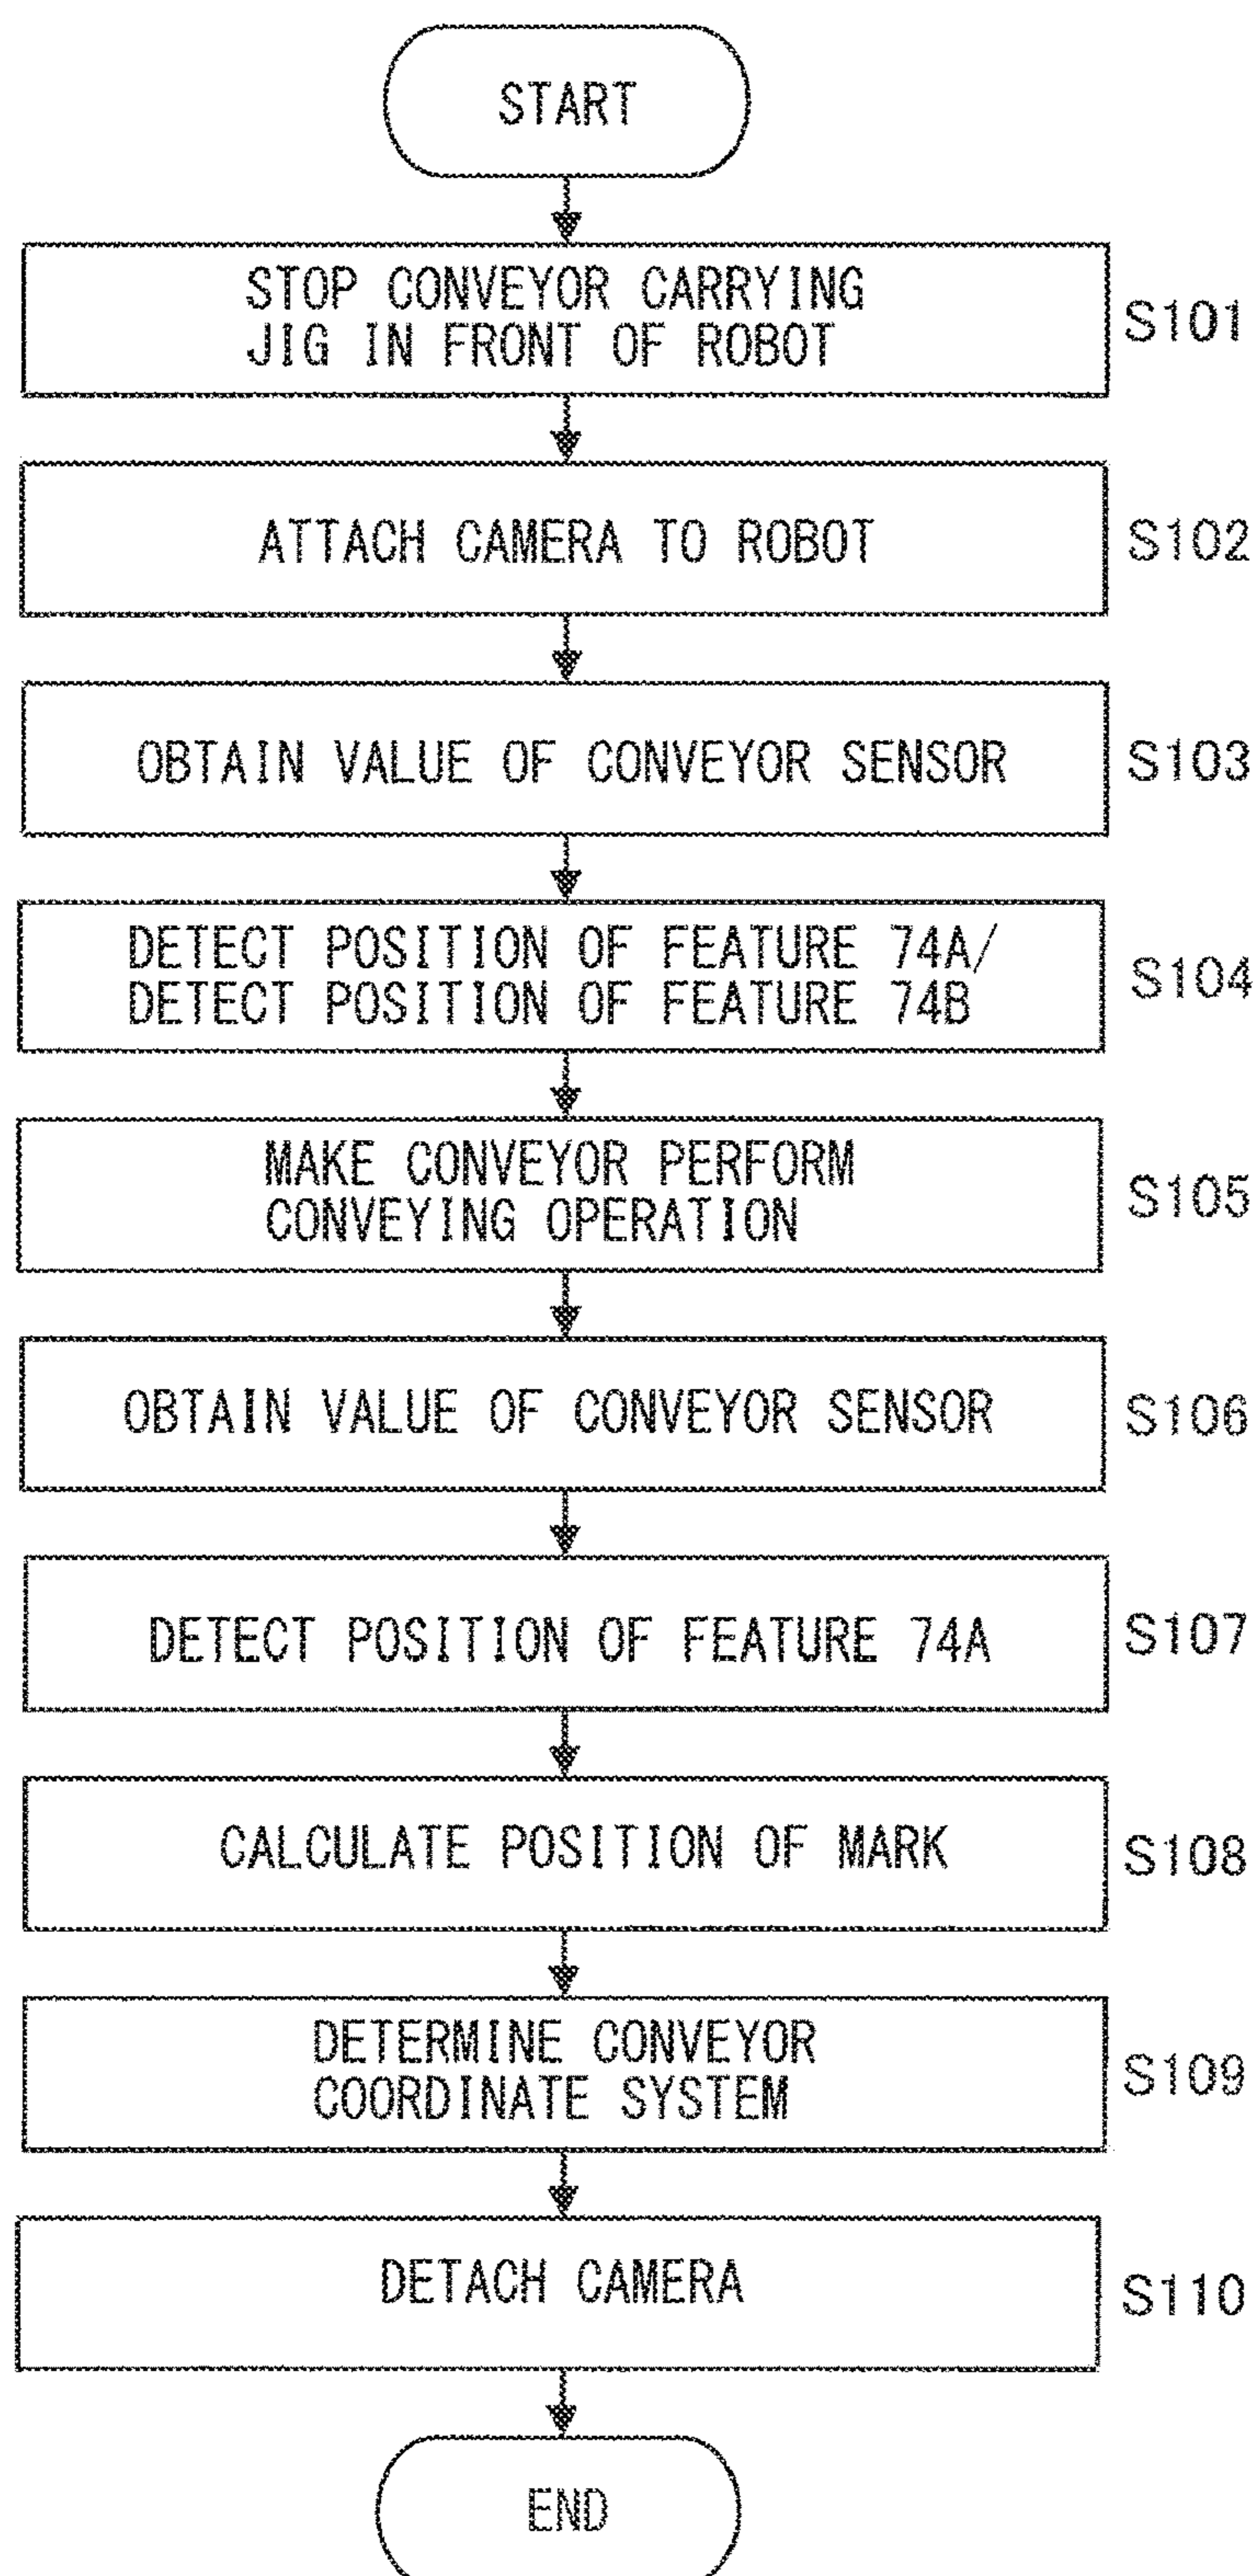 START
STOP CONVEYOR CARRYING
JIG IN FRONT OF ROBOT
S101
ATTACH CAMERA TO ROBOT
S102
OBTAIN VALUE OF CONVEYOR SENSOR
S103
DETECT POSITION OF FEATURE 74A/
DETECT POSITION OF FEATURE 74B
S104
MAKE CONVEYOR PERFORM
CONVEYING OPERATION
S105
OBTAIN VALUE OF CONVEYOR SENSOR
S106
DETECT POSITION OF FEATURE 74A
S107
CALCULATE POSITION OF MARK
S108
DETERMINE CONVEYOR
COORDINATE SYSTEM
S109
DETACH CAMERA
S110
END